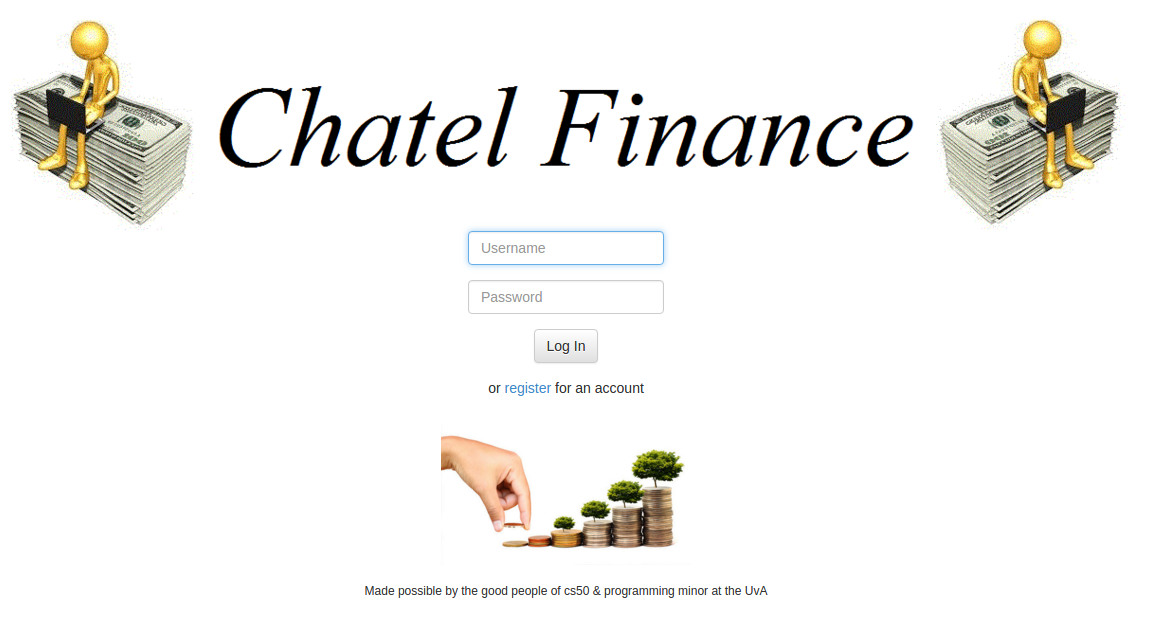 Chatel Finance
Username
Password
Log In
or register for an account
Made possible by the good people of cs50 & programming minor at the UvA